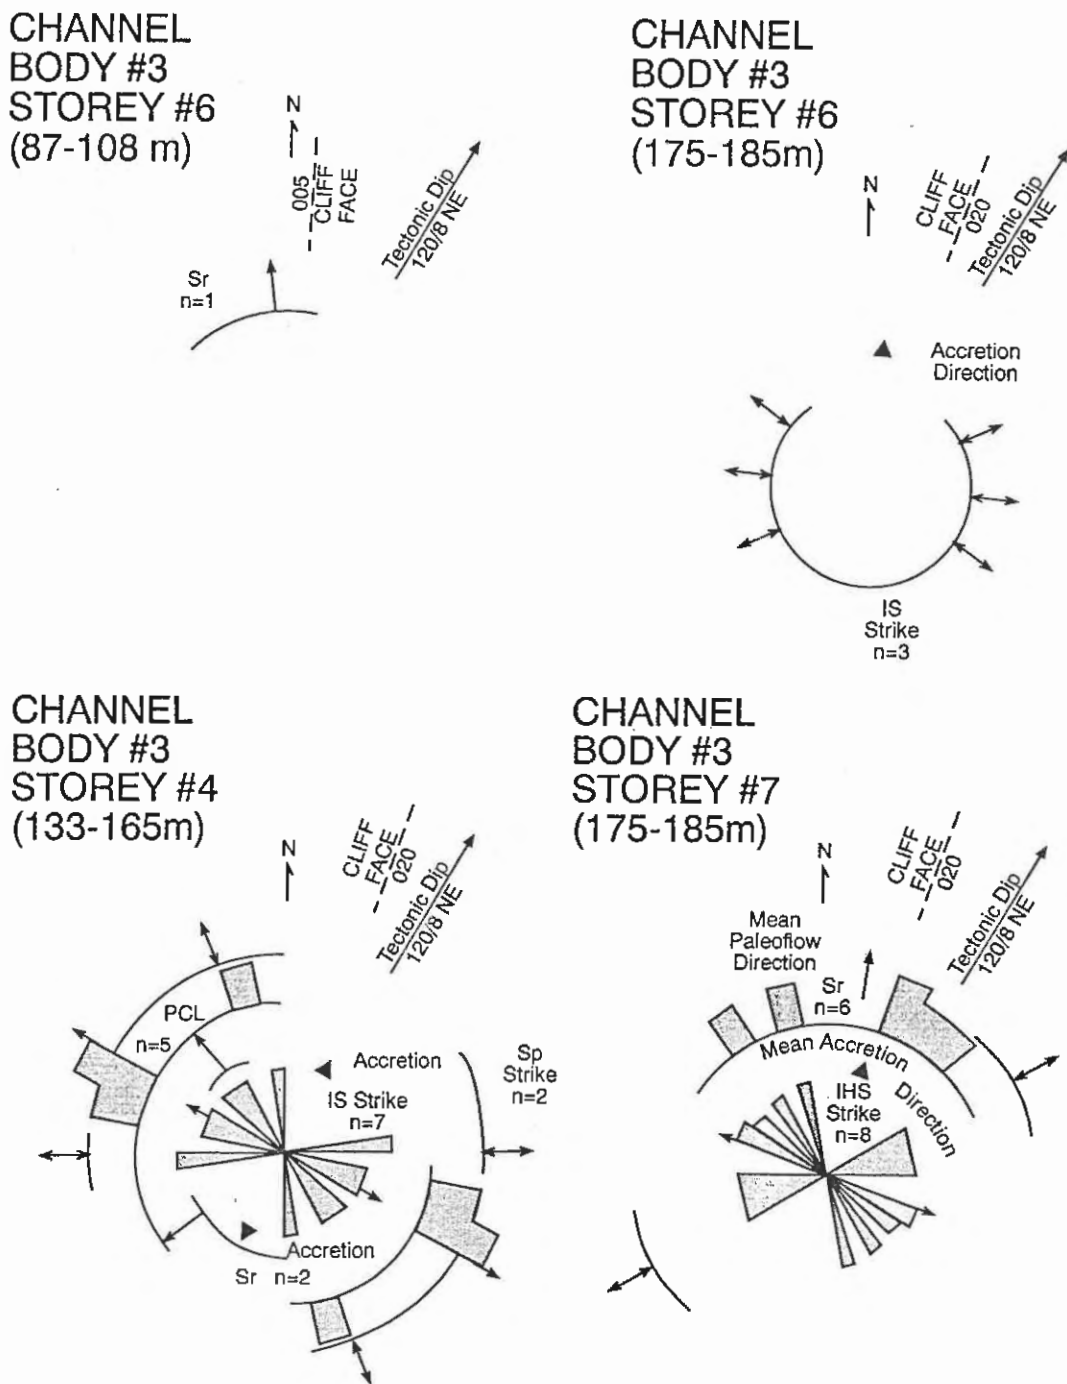 CHANNEL
BODY #3
STOREY #6
(87-108 m)
N
005
CLIFF
FACE
Tectonic Dip
120/8 NE
Sr
n=1
CHANNEL
BODY #3
STOREY #6
(175-185m)
N
CLIFF
FACE
020
Tectonic Dip
120/8 NE
Accretion
Direction
IS
Strike
n=3
CHANNEL
BODY #3
STOREY #4
(133-165m)
N
CLIFF
FACE
020
Tectonic Dip
120/8 NE
PCL
n=5
Accretion
IS Strike
n=7
Sp
Strike
n=2
Accretion
Sr n=2
CHANNEL
BODY #3
STOREY #7
(175-185m)
N
CLIFF
FACE
020
Tectonic Dip
120/8 NE
Mean
Paleoflow
Direction
Sr
n=6
Mean Accretion
Direction
IHS
Strike
n=8